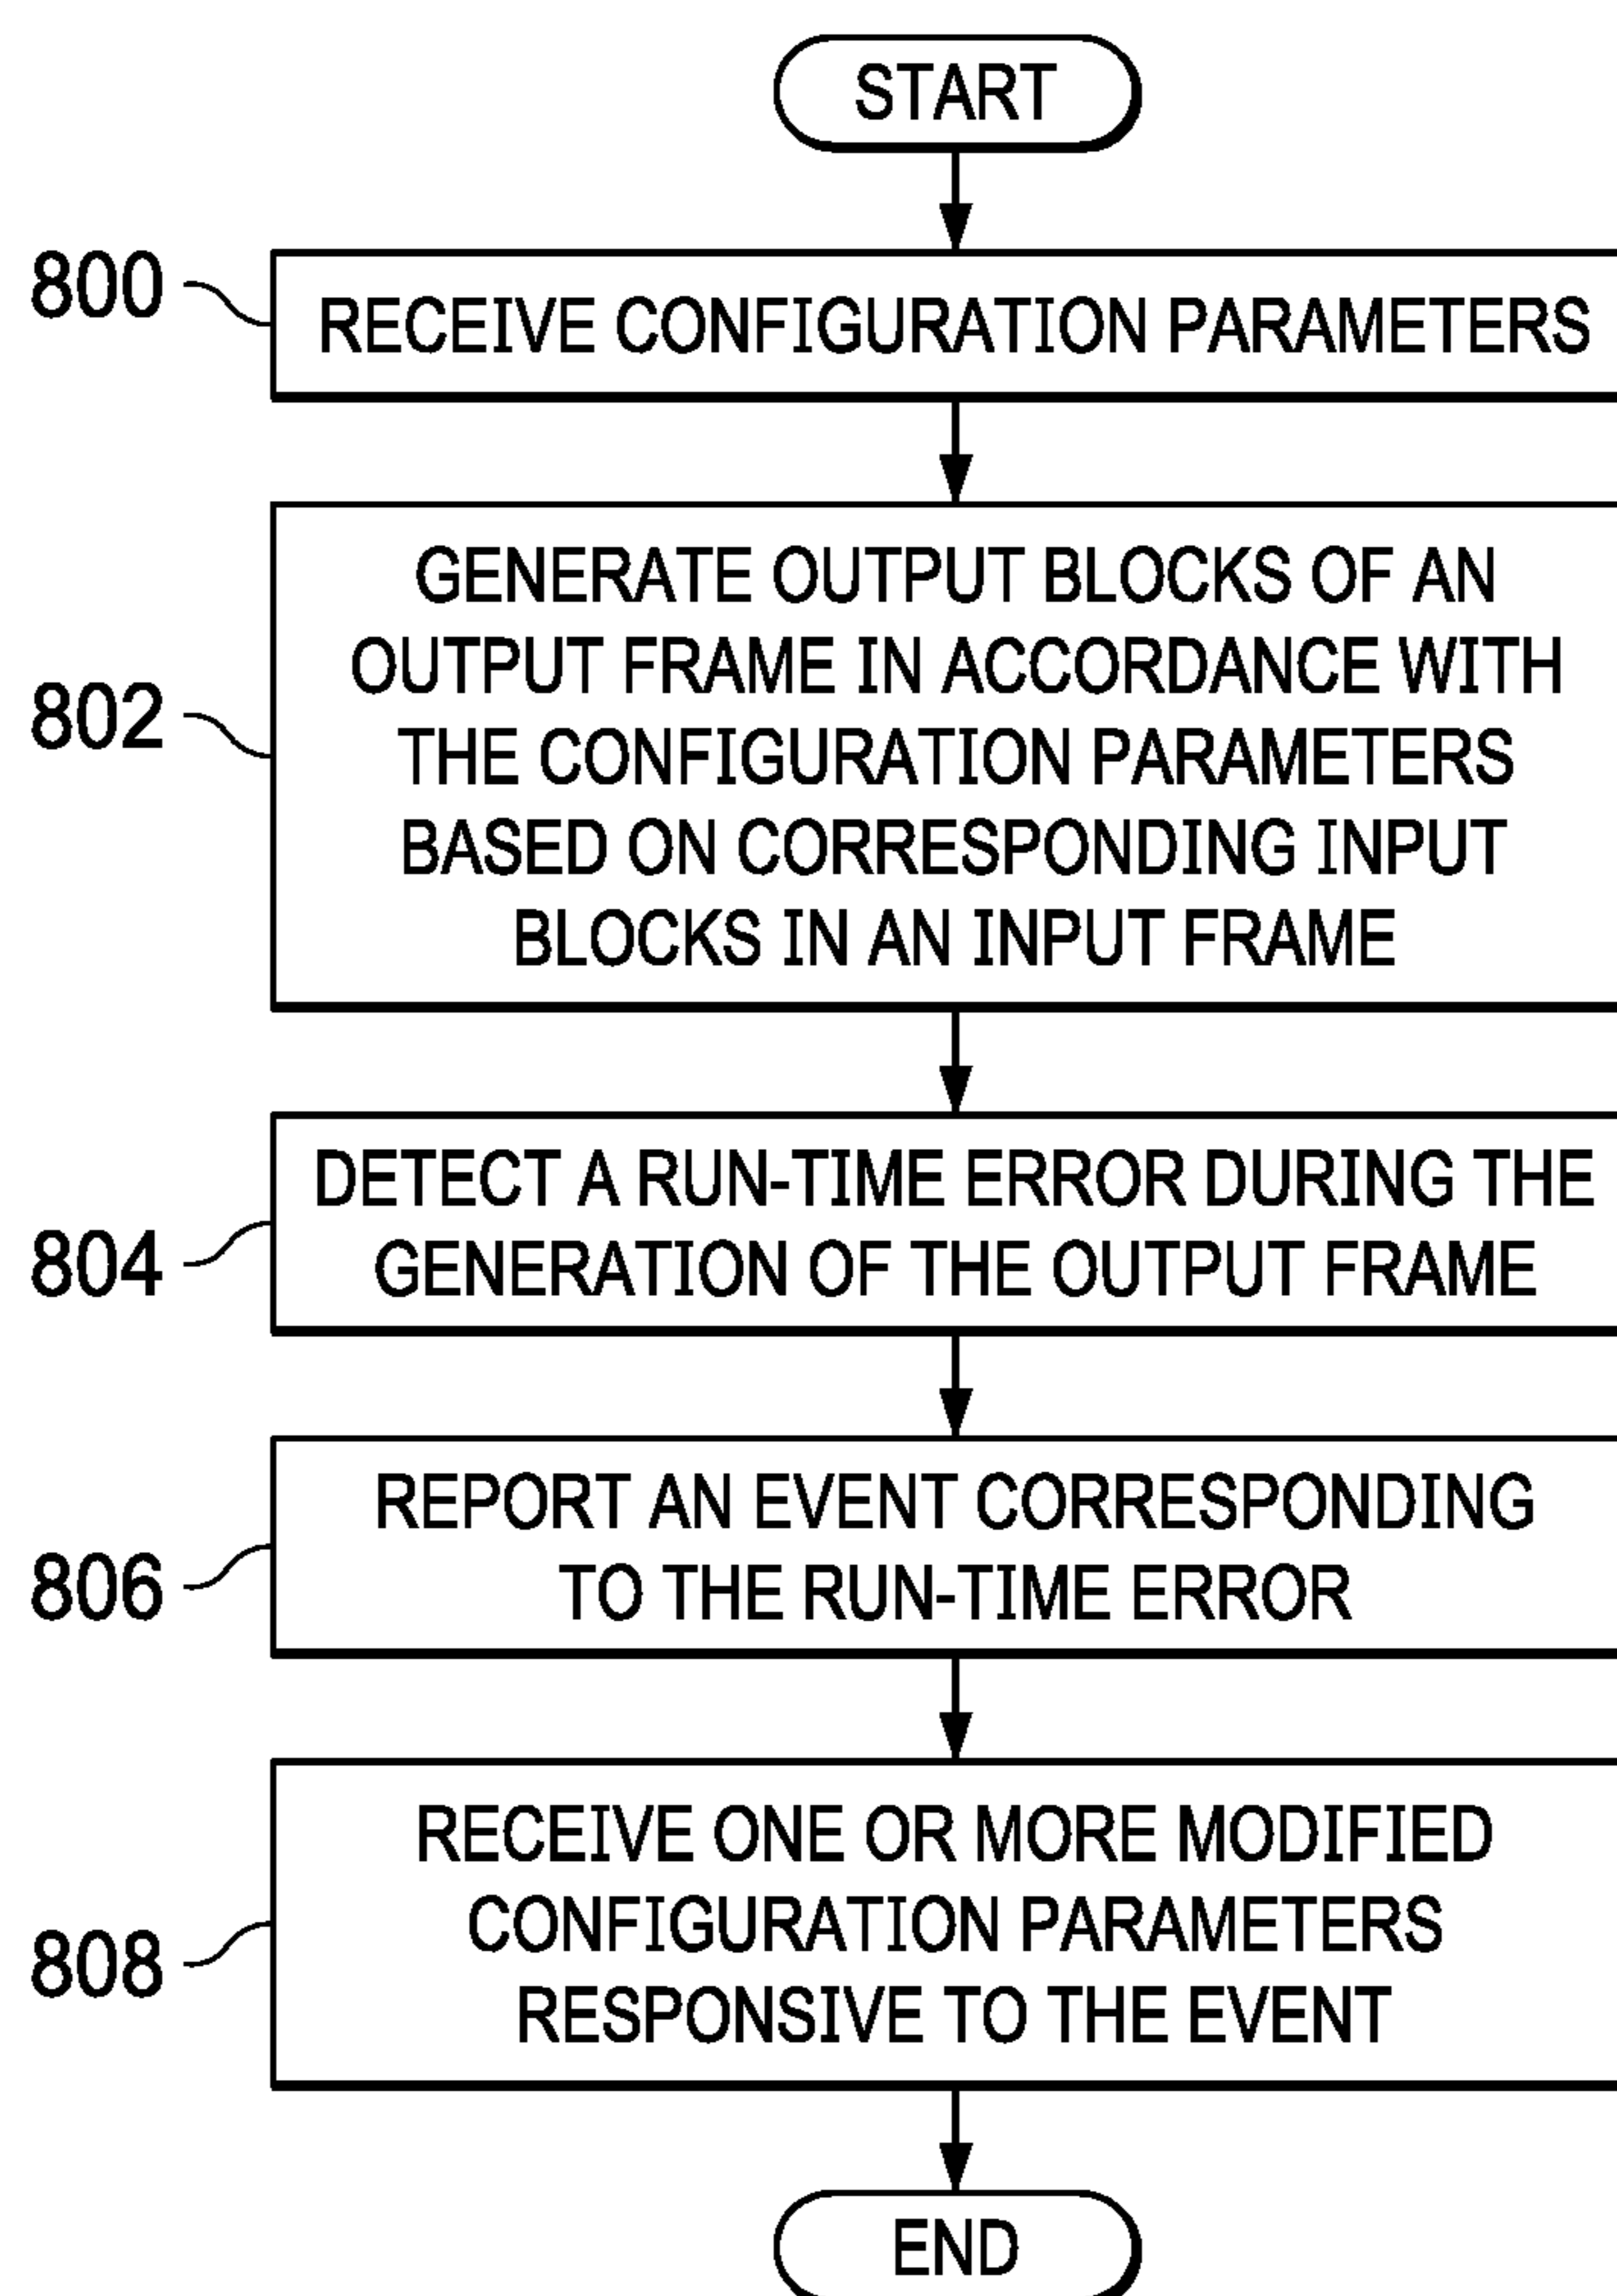 START
800
RECEIVE CONFIGURATION PARAMETERS
802
GENERATE OUTPUT BLOCKS OF AN
OUTPUT FRAME IN ACCORDANCE WITH
THE CONFIGURATION PARAMETERS
BASED ON CORRESPONDING INPUT
BLOCKS IN AN INPUT FRAME
804
DETECT A RUN-TIME ERROR DURING THE
GENERATION OF THE OUTPUT FRAME
806
REPORT AN EVENT CORRESPONDING
TO THE RUN-TIME ERROR
808
RECEIVE ONE OR MORE MODIFIED
CONFIGURATION PARAMETERS
RESPONSIVE TO THE EVENT
END